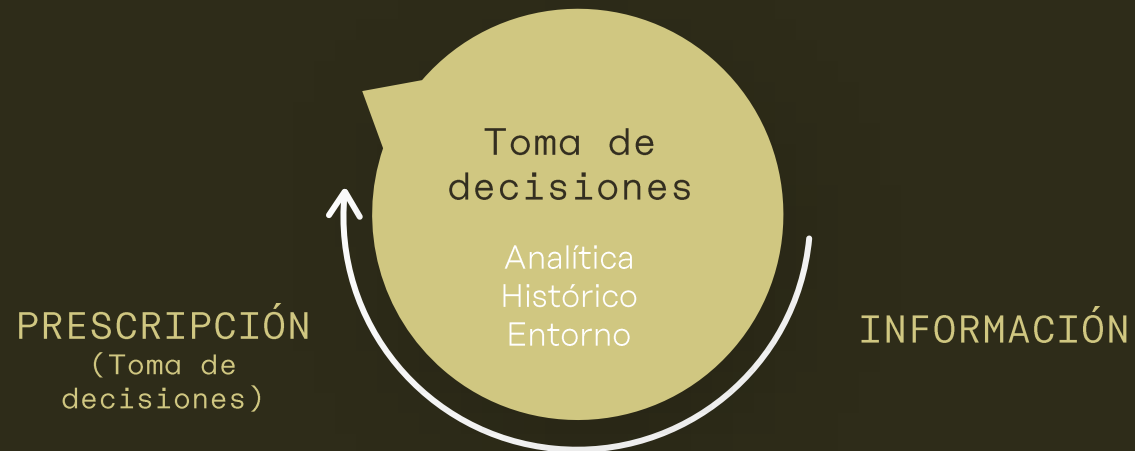 Toma de
decisiones
Analítica
Histórico
Entorno
PRESCRIPCIÓN
(Toma de
decisiones)
INFORMACIÓN